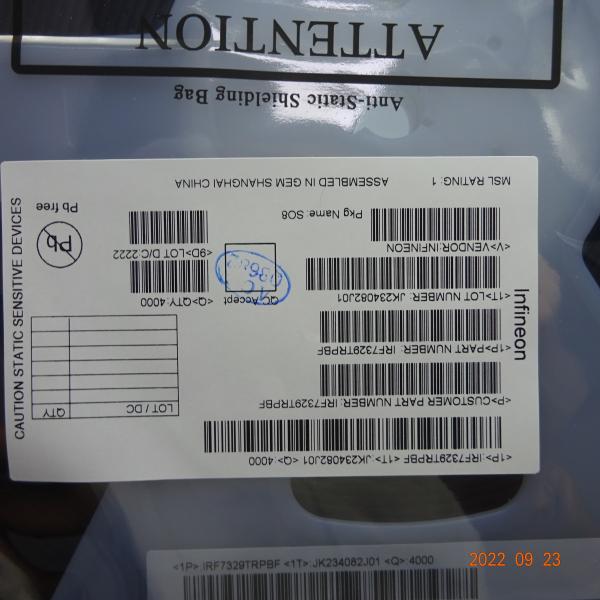 <1P>:IRF7329TRPBF <1T>:JK234082J01 <Q>:4000
<P>CUSTOMER PART NUMBER: IRF7329TRPBF
<1P>PART NUMBER: IRF7329TRPBF
<1T>LOT NUMBER: JK234082J01
<V>VENDOR:INFINEON
Pkg Name: SO8
MSL RATING: 1
ASSEMBLED IN GEM SHANGHAI CHINA
Infineon
LOT / DC
QTY
<Q>QTY:4000
QC Accept
<9D>LOT D/C:2222
Pb
Pb free
CAUTION STATIC SENSITIVE DEVICES
Anti-Static Shielding Bag
ATTENTION
<1P> IRF7329TRPBF <1T>:JK234082J01 <Q>: 4000
2022 09 23